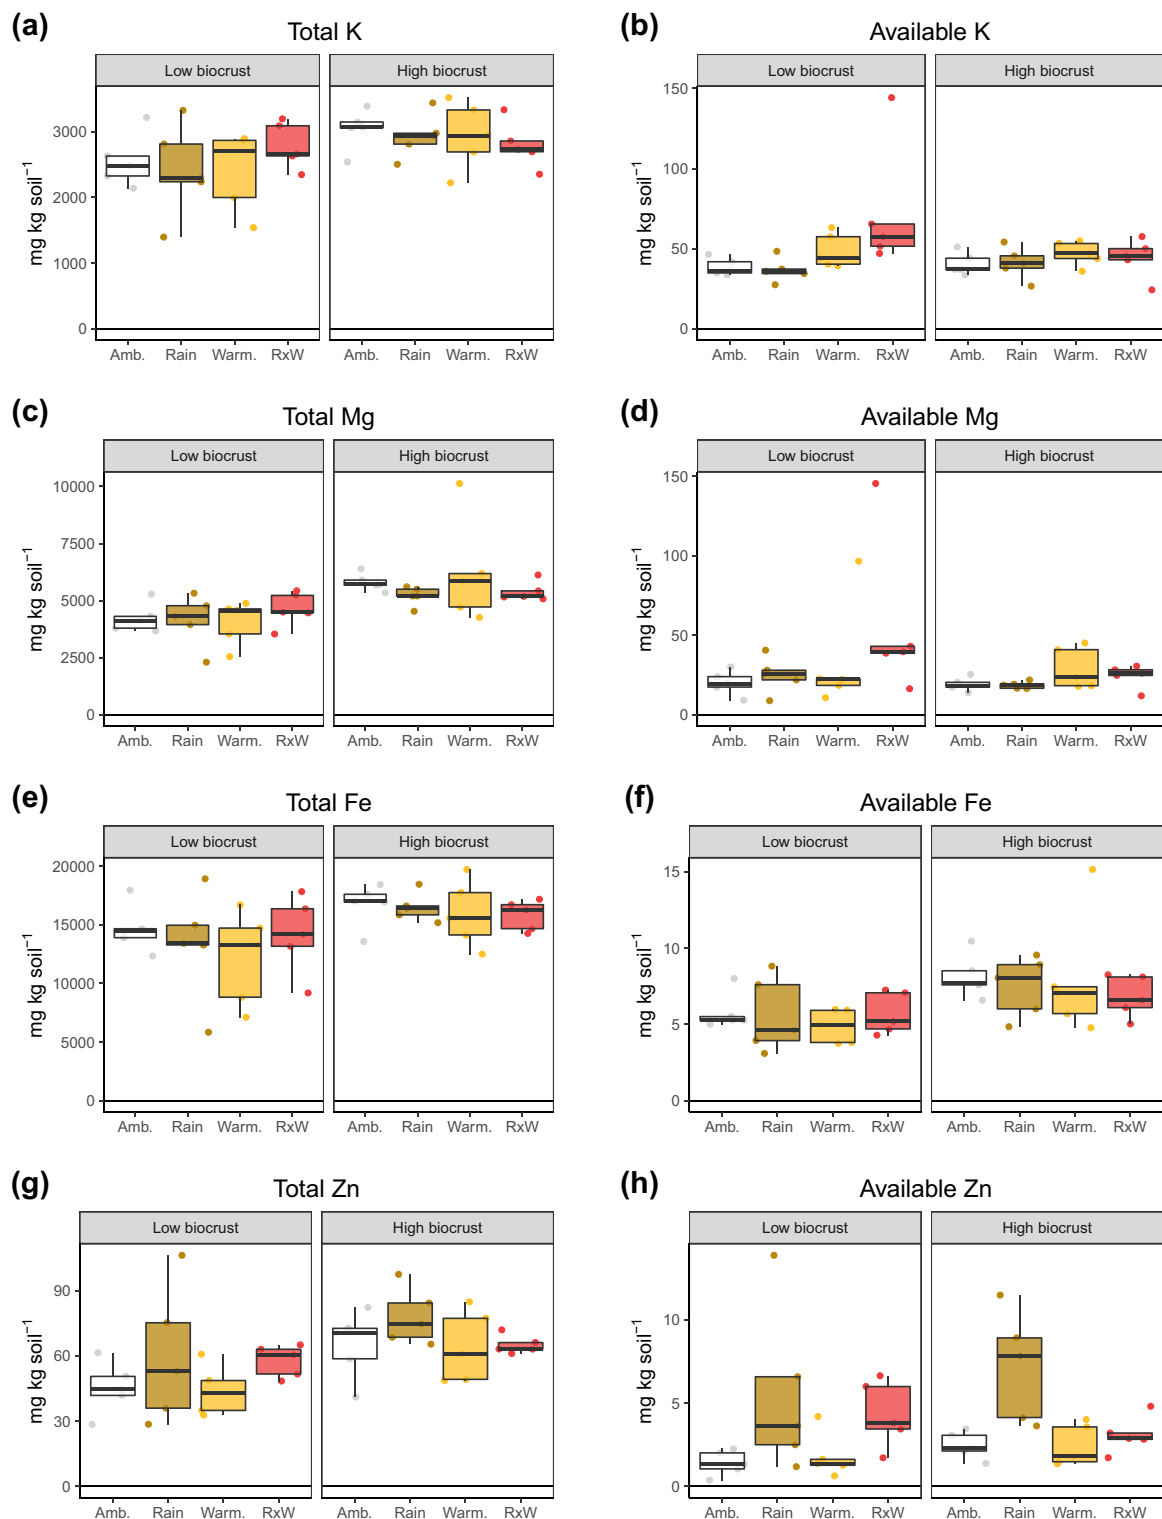 (a) Total K
Low biocrust High biocrust
mg kg soil⁻¹
3000
2000
1000
0
Amb. Rain Warm. RxW Amb. Rain Warm. RxW
(b) Available K
Low biocrust High biocrust
mg kg soil⁻¹
150
100
50
0
Amb. Rain Warm. RxW Amb. Rain Warm. RxW
(c) Total Mg
Low biocrust High biocrust
mg kg soil⁻¹
10000
7500
5000
2500
0
Amb. Rain Warm. RxW Amb. Rain Warm. RxW
(d) Available Mg
Low biocrust High biocrust
mg kg soil⁻¹
150
100
50
0
Amb. Rain Warm. RxW Amb. Rain Warm. RxW
(e) Total Fe
Low biocrust High biocrust
mg kg soil⁻¹
20000
15000
10000
5000
0
Amb. Rain Warm. RxW Amb. Rain Warm. RxW
(f) Available Fe
Low biocrust High biocrust
mg kg soil⁻¹
15
10
5
0
Amb. Rain Warm. RxW Amb. Rain Warm. RxW
(g) Total Zn
Low biocrust High biocrust
mg kg soil⁻¹
90
60
30
0
Amb. Rain Warm. RxW Amb. Rain Warm. RxW
(h) Available Zn
Low biocrust High biocrust
mg kg soil⁻¹
10
5
0
Amb. Rain Warm. RxW Amb. Rain Warm. RxW